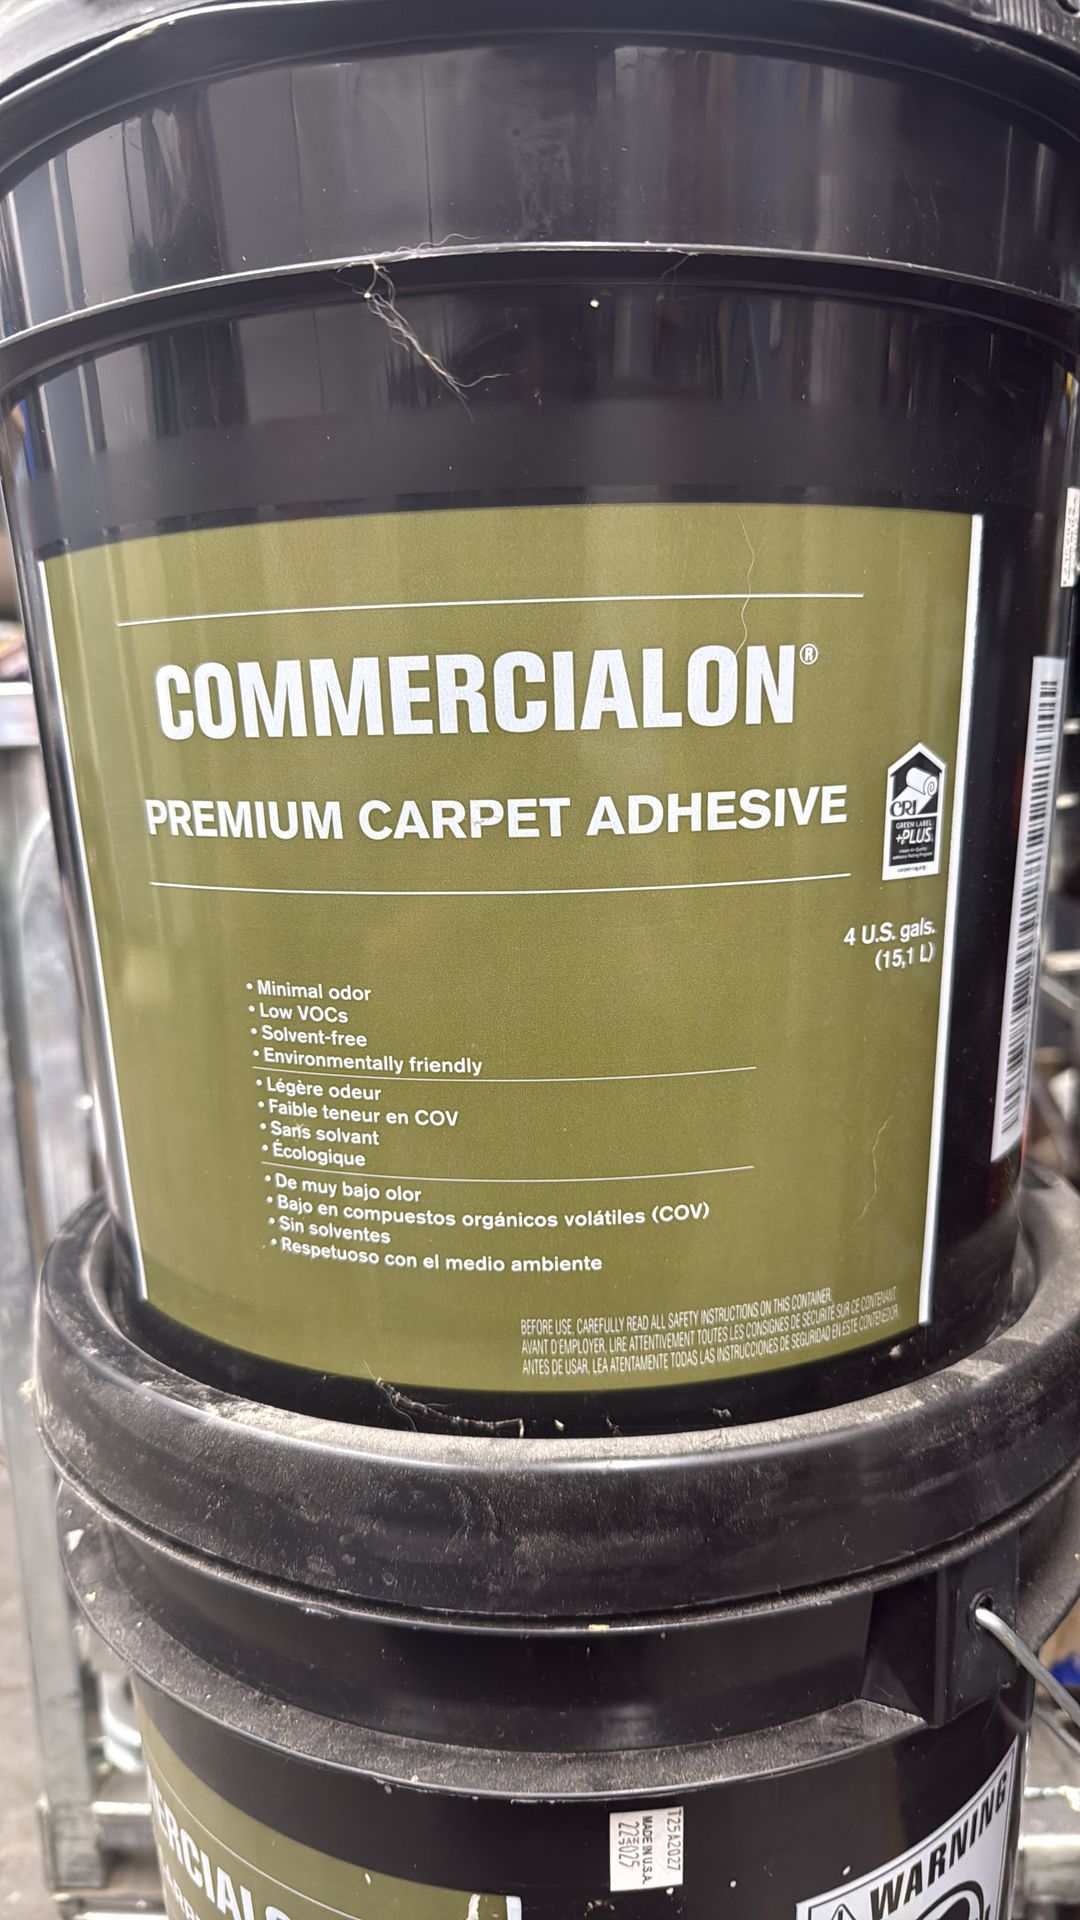 COMMERCIALON®
PREMIUM CARPET ADHESIVE
CRI
GREEN LABEL
+PLUS
4 U.S. gals.
(15,1 L)
• Minimal odor
• Low VOCs
• Solvent-free
• Environmentally friendly
• Légère odeur
• Faible teneur en COV
• Sans solvant
• Écologique
• De muy bajo olor
• Bajo en compuestos orgánicos volátiles (COV)
• Sin solventes
• Respetuoso con el medio ambiente
BEFORE USE, CAREFULLY READ ALL SAFETY INSTRUCTIONS ON THIS CONTAINER.
AVANT D'EMPLOYER, LIRE ATTENTIVEMENT TOUTES LES CONSIGNES DE SÉCURITÉ SUR CE CONTENANT.
ANTES DE USAR, LEA ATENTAMENTE TODAS LAS INSTRUCCIONES DE SEGURIDAD EN ESTE CONTENEDOR.
T25A2027
MADE IN U.S.A.
WARNING
ERCIAL